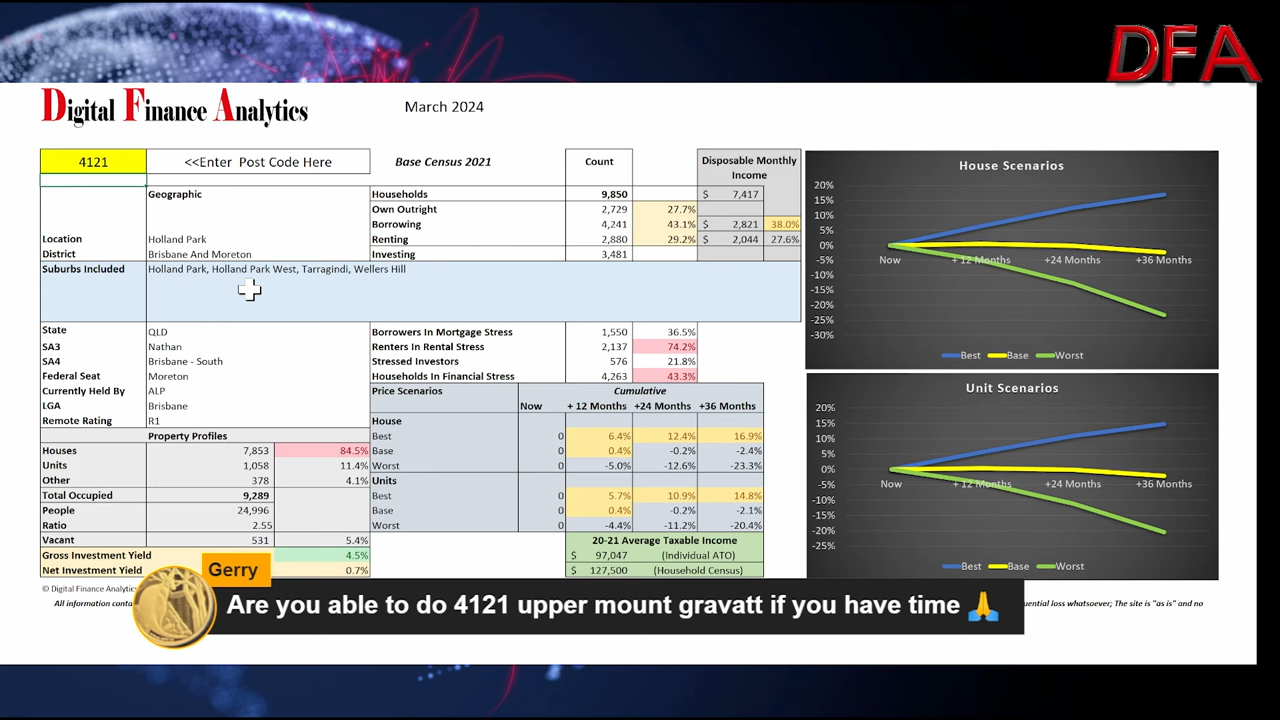 DFA
Digital Finance Analytics
March 2024
4121 <<Enter Post Code Here Base Census 2021 Count Disposable Monthly Income
Geographic Households 9,850 $ 7,417
Own Outright 2,729 27.7%
Borrowing 4,241 43.1% $ 2,821 38.0%
Location Holland Park Renting 2,880 29.2% $ 2,044 27.6%
District Brisbane And Moreton Investing 3,481
Suburbs Included Holland Park, Holland Park West, Tarragindi, Wellers Hill
State QLD Borrowers In Mortgage Stress 1,550 36.5%
SA3 Nathan Renters In Rental Stress 2,137 74.2%
SA4 Brisbane - South Stressed Investors 576 21.8%
Federal Seat Moreton Households In Financial Stress 4,263 43.3%
Currently Held By ALP Price Scenarios Cumulative
LGA Brisbane Now + 12 Months +24 Months +36 Months
Remote Rating R1 House
Property Profiles Best 0 6.4% 12.4% 16.9%
Houses 7,853 84.5% Base 0 0.4% -0.2% -2.4%
Units 1,058 11.4% Worst 0 -5.0% -12.6% -23.3%
Other 378 4.1% Units
Total Occupied 9,289 Best 0 5.7% 10.9% 14.8%
People 24,996 Base 0 0.4% -0.2% -2.1%
Ratio 2.55 Worst 0 -4.4% -11.2% -20.4%
Vacant 531 5.4% 20-21 Average Taxable Income
Gross Investment Yield 4.5% $ 97,047 (Individual ATO)
Net Investment Yield 0.7% $ 127,500 (Household Census)
© Digital Finance Analytics
All information
loss whatsoever; The site is "as is" and no
House Scenarios
20%
15%
10%
5%
0%
-5%
-10%
-15%
-20%
-25%
-30%
Now + 12 Months +24 Months +36 Months
Best Base Worst
Unit Scenarios
20%
15%
10%
5%
0%
-5%
-10%
-15%
-20%
-25%
Now + 12 Months +24 Months +36 Months
Best Base Worst
Gerry
Are you able to do 4121 upper mount gravatt if you have time 🙏